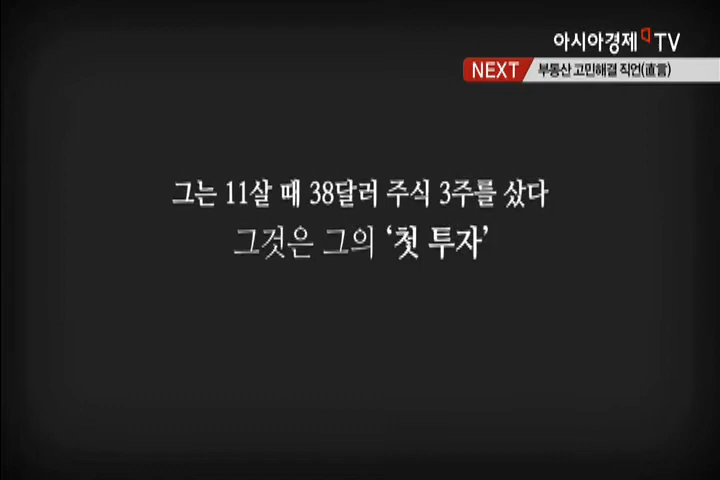 아시아경제 TV
NEXT 부동산 고민해결 직언(直言)
그는 11살 때 38달러 주식 3주를 샀다
그것은 그의 ‘첫 투자’